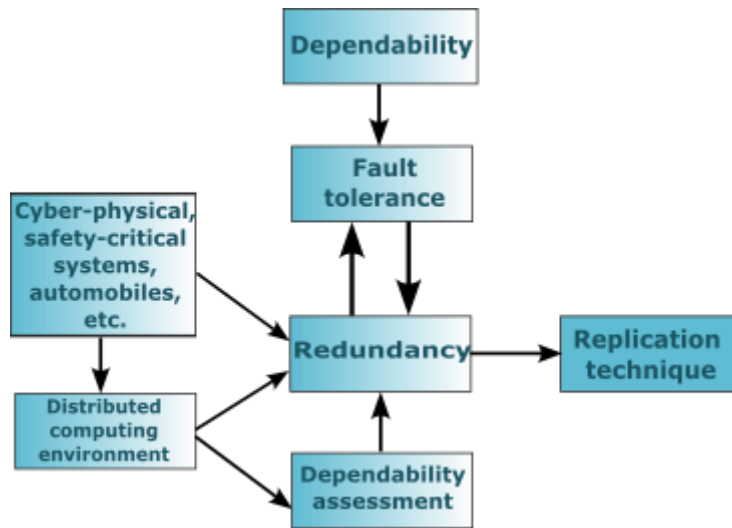 Dependability
Fault
tolerance
Cyber-physical,
safety-critical
systems,
automobiles,
etc.
Redundancy
Replication
technique
Distributed
computing
environment
Dependability
assessment